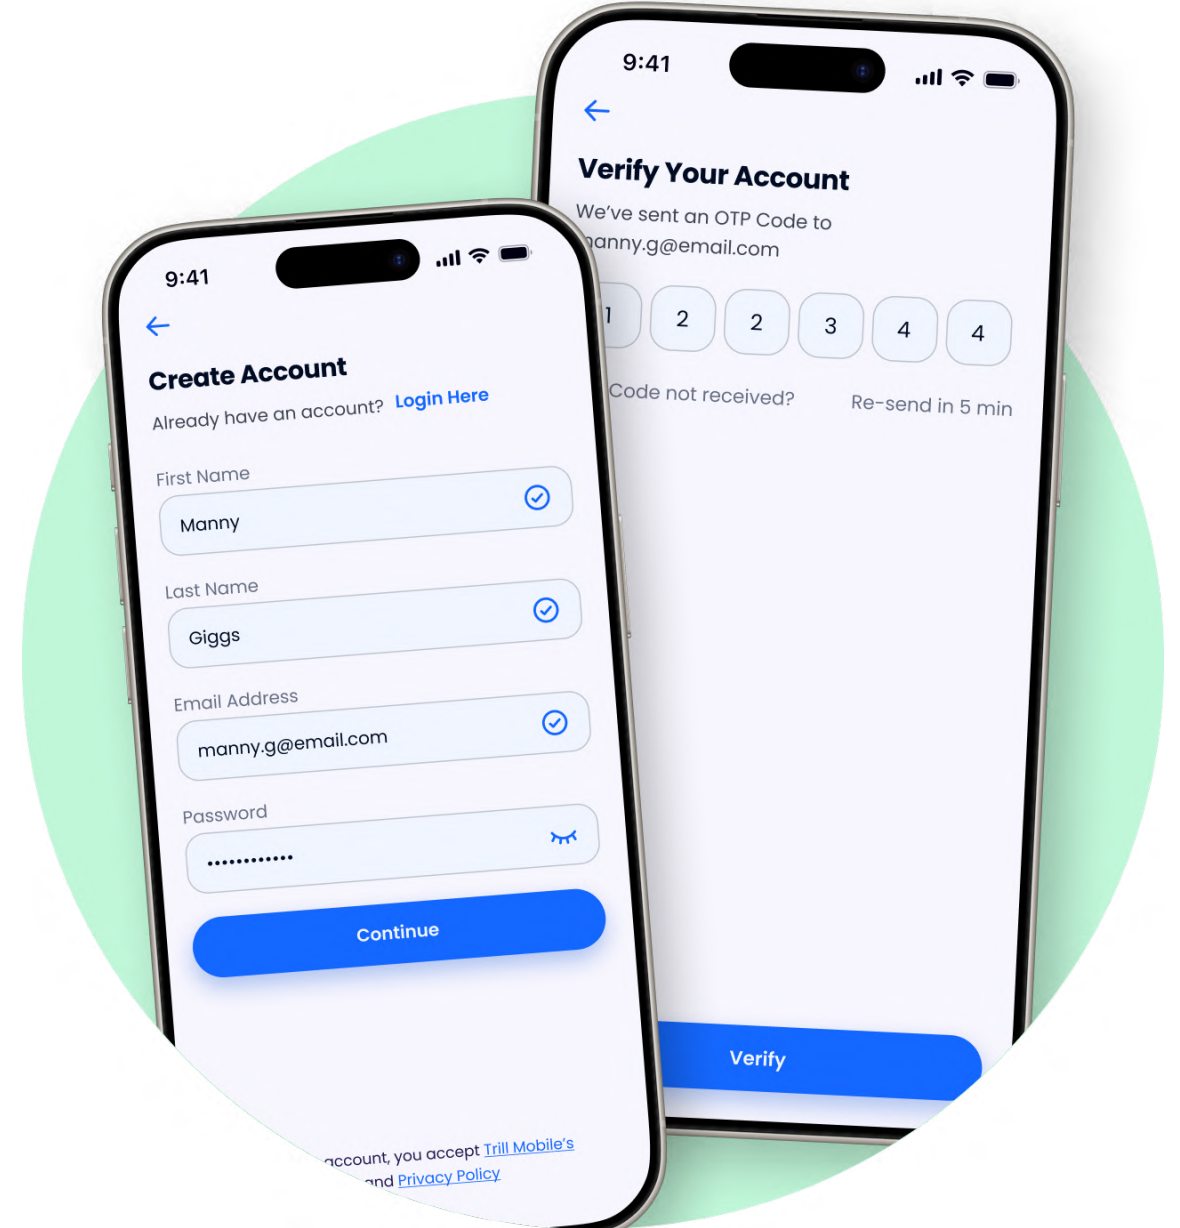 9:41
Create Account
Already have an account? Login Here
First Name
Manny
Last Name
Giggs
Email Address
manny.g@email.com
Password
••••••••••••
Continue
account, you accept Trill Mobile's
and Privacy Policy
9:41
Verify Your Account
We've sent an OTP Code to
manny.g@email.com
1 2 2 3 4 4
Code not received? Re-send in 5 min
Verify